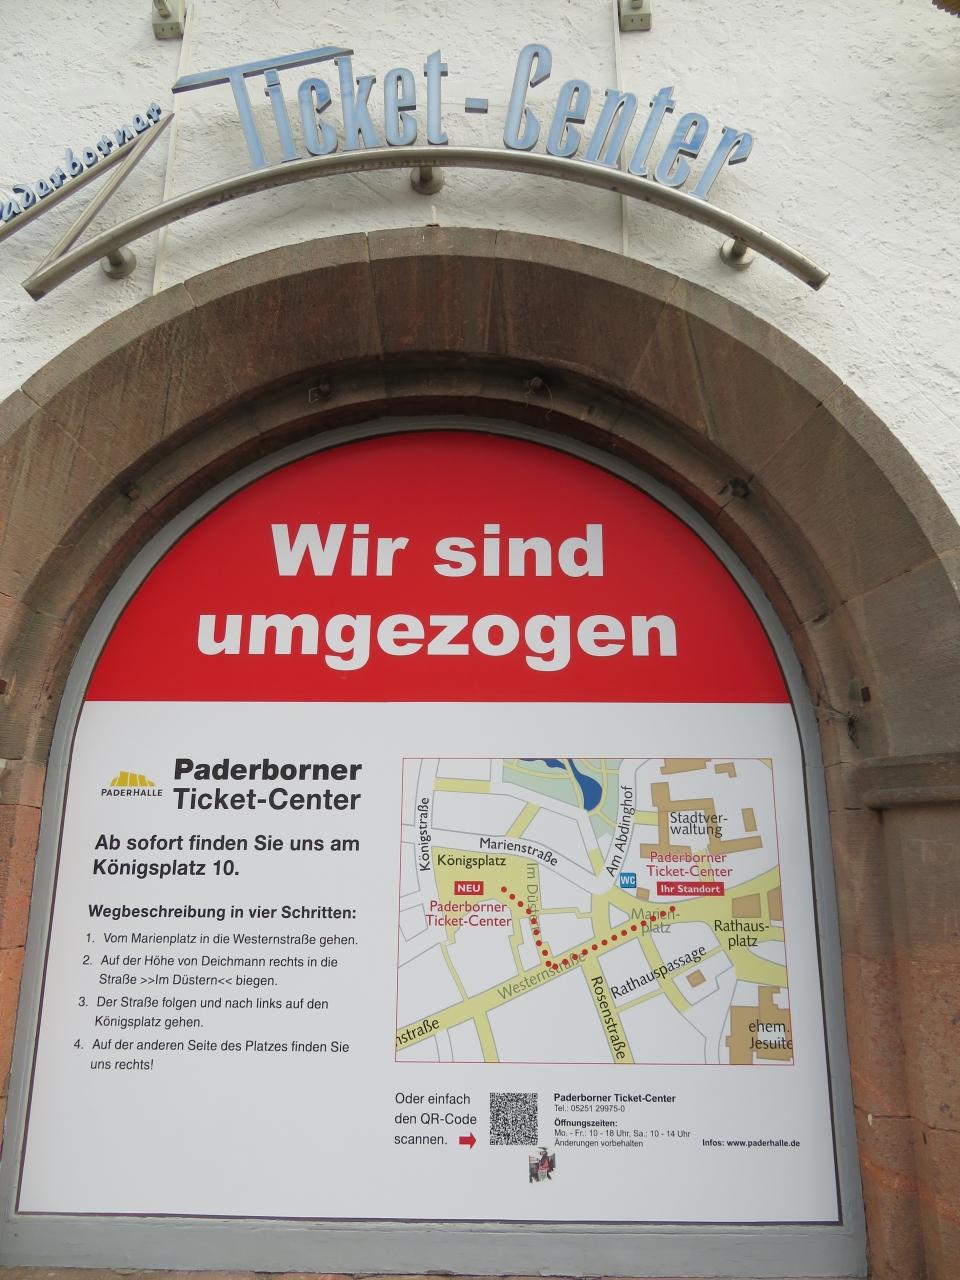 Paderborner
Ticket-Center
Wir sind
umgezogen
PADERHALLE
Paderborner
Ticket-Center
Ab sofort finden Sie uns am
Königsplatz 10.
Wegbeschreibung in vier Schritten:
1. Vom Marienplatz in die Westernstraße gehen.
2. Auf der Höhe von Deichmann rechts in die
Straße >>Im Düstern<< biegen.
3. Der Straße folgen und nach links auf den
Königsplatz gehen.
4. Auf der anderen Seite des Platzes finden Sie
uns rechts!
Königstraße
Marienstraße
Am Abdinghof
Stadtver-
waltung
Königsplatz
Im Düstern
WC
Paderborner
Ticket-Center
Ihr Standort
NEU
Paderborner
Ticket-Center
Marien-
platz
Rathaus-
platz
Westernstraße
Rathauspassage
Rosenstraße
nstraße
ehem.
Jesuite
Oder einfach
den QR-Code
scannen.
Paderborner Ticket-Center
Tel.: 05251 29975-0
Öffnungszeiten:
Mo. - Fr.: 10 - 18 Uhr, Sa.: 10 - 14 Uhr
Änderungen vorbehalten
Infos: www.paderhalle.de